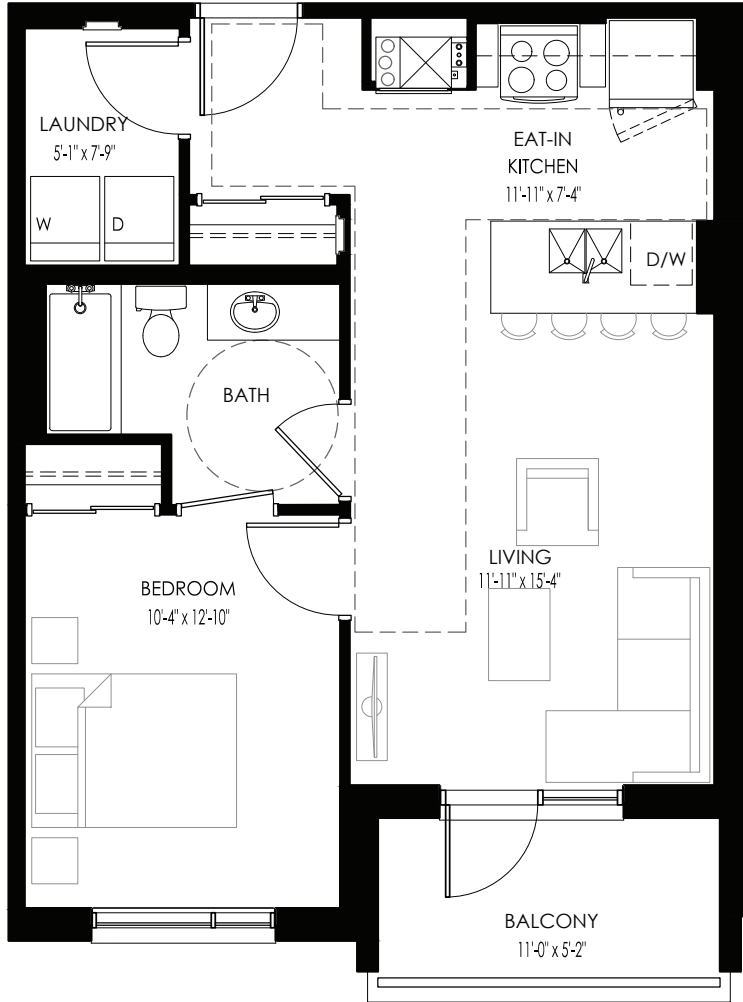 LAUNDRY
5'-1" x 7'-9"
W
D
EAT-IN
KITCHEN
11'-11" x 7'-4"
D/W
BATH
LIVING
11'-11" x 15'-4"
BEDROOM
10'-4" x 12'-10"
BALCONY
11'-0" x 5'-2"